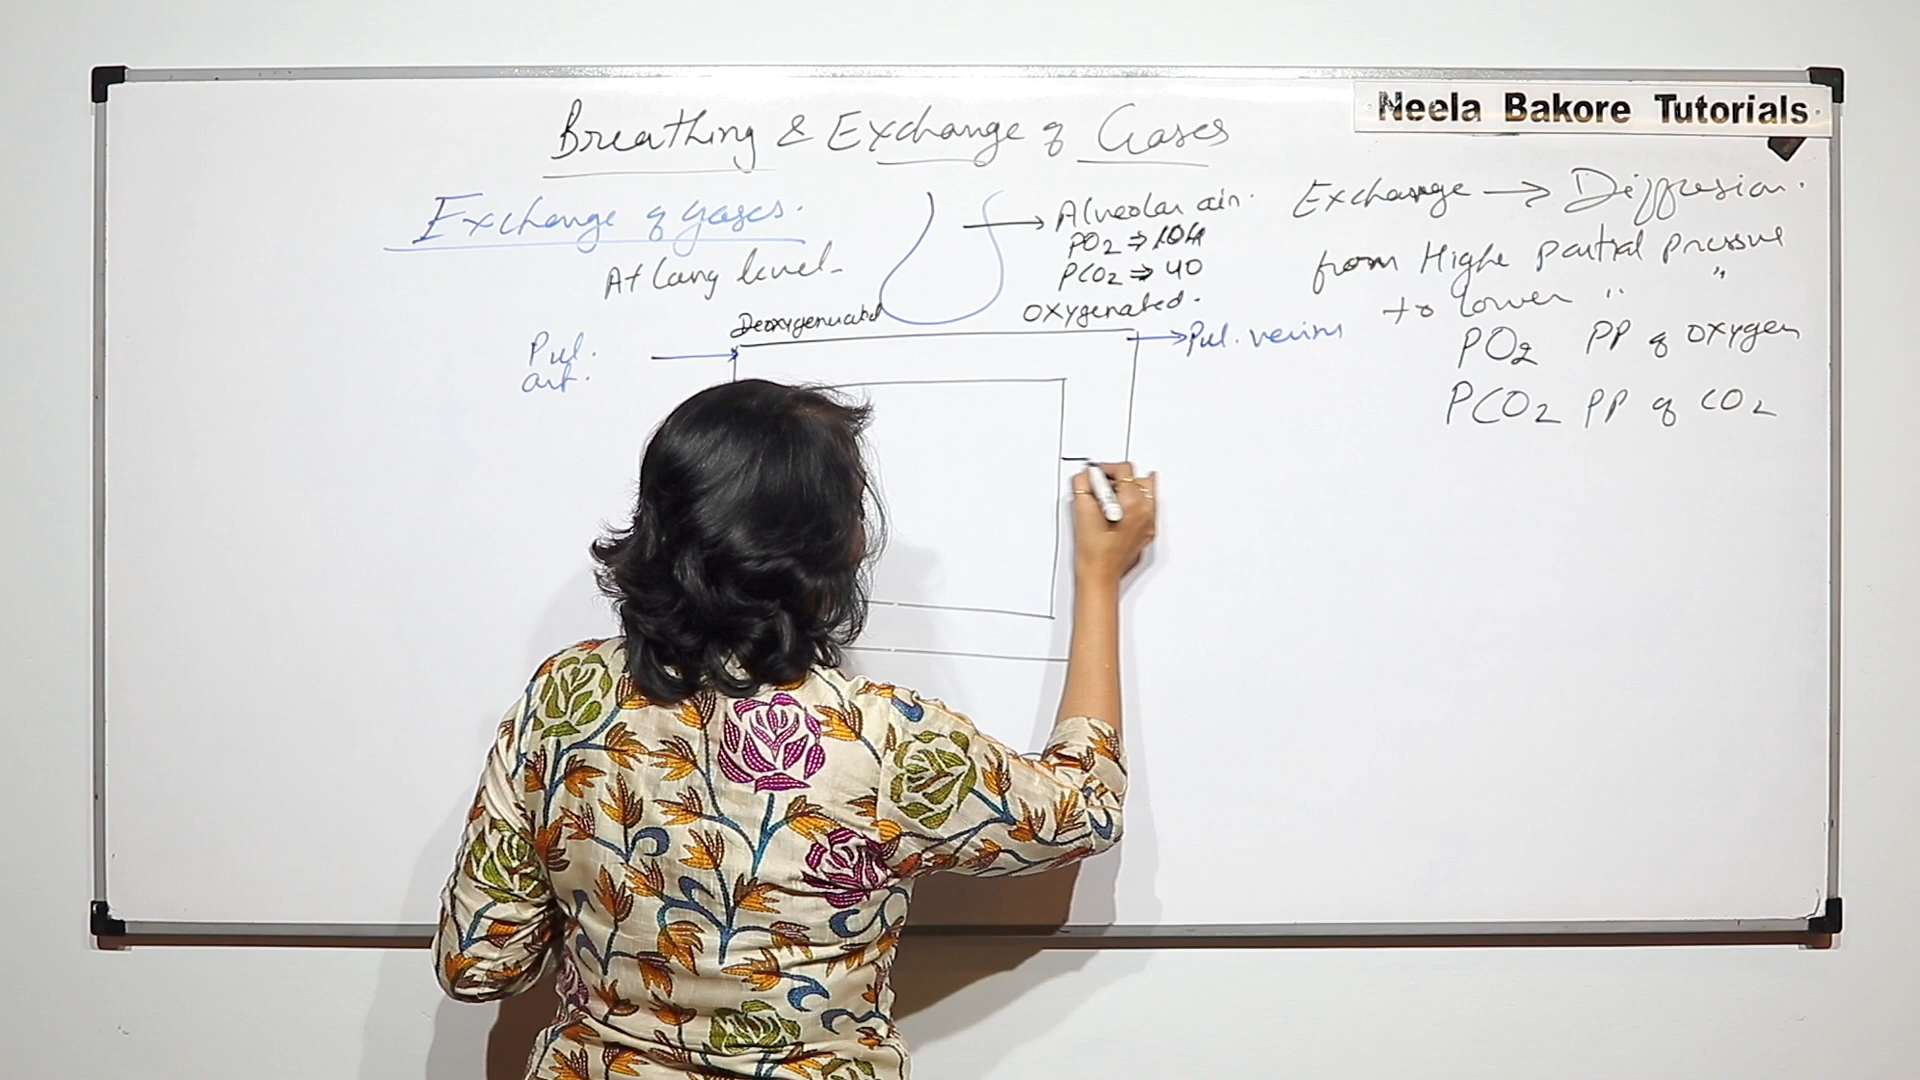 Neela Bakore Tutorials
Breathing & Exchange of Gases
Exchange of gases.
At lung level-
Alveolar air.
PO2 ⇒ 104
PCO2 ⇒ 40
Deoxygenated
Oxygenated.
Pul. art.
Pul. veins
Exchange → Diffusion.
from Highe partial pressure
to lower " "
PO2 PP of oxygen
PCO2 PP of CO2